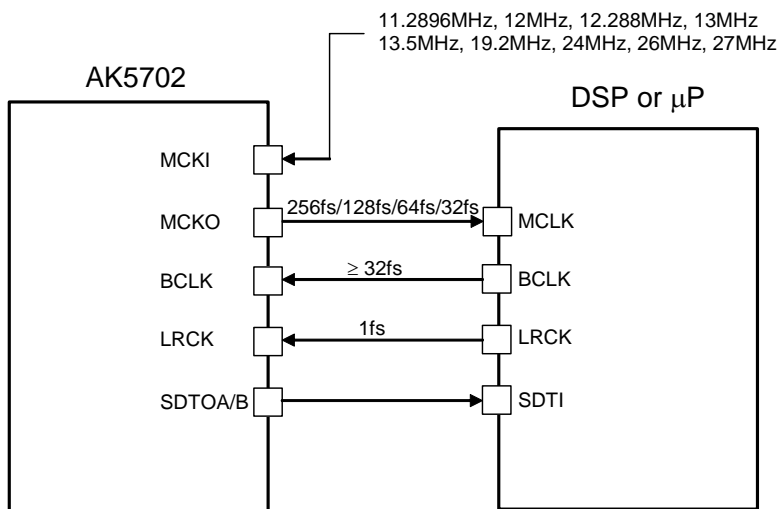 11.2896MHz, 12MHz, 12.288MHz, 13MHz
13.5MHz, 19.2MHz, 24MHz, 26MHz, 27MHz
AK5702
DSP or μP
MCKI
MCKO
256fs/128fs/64fs/32fs
MCLK
BCLK
≥ 32fs
BCLK
LRCK
1fs
LRCK
SDTOA/B
SDTI